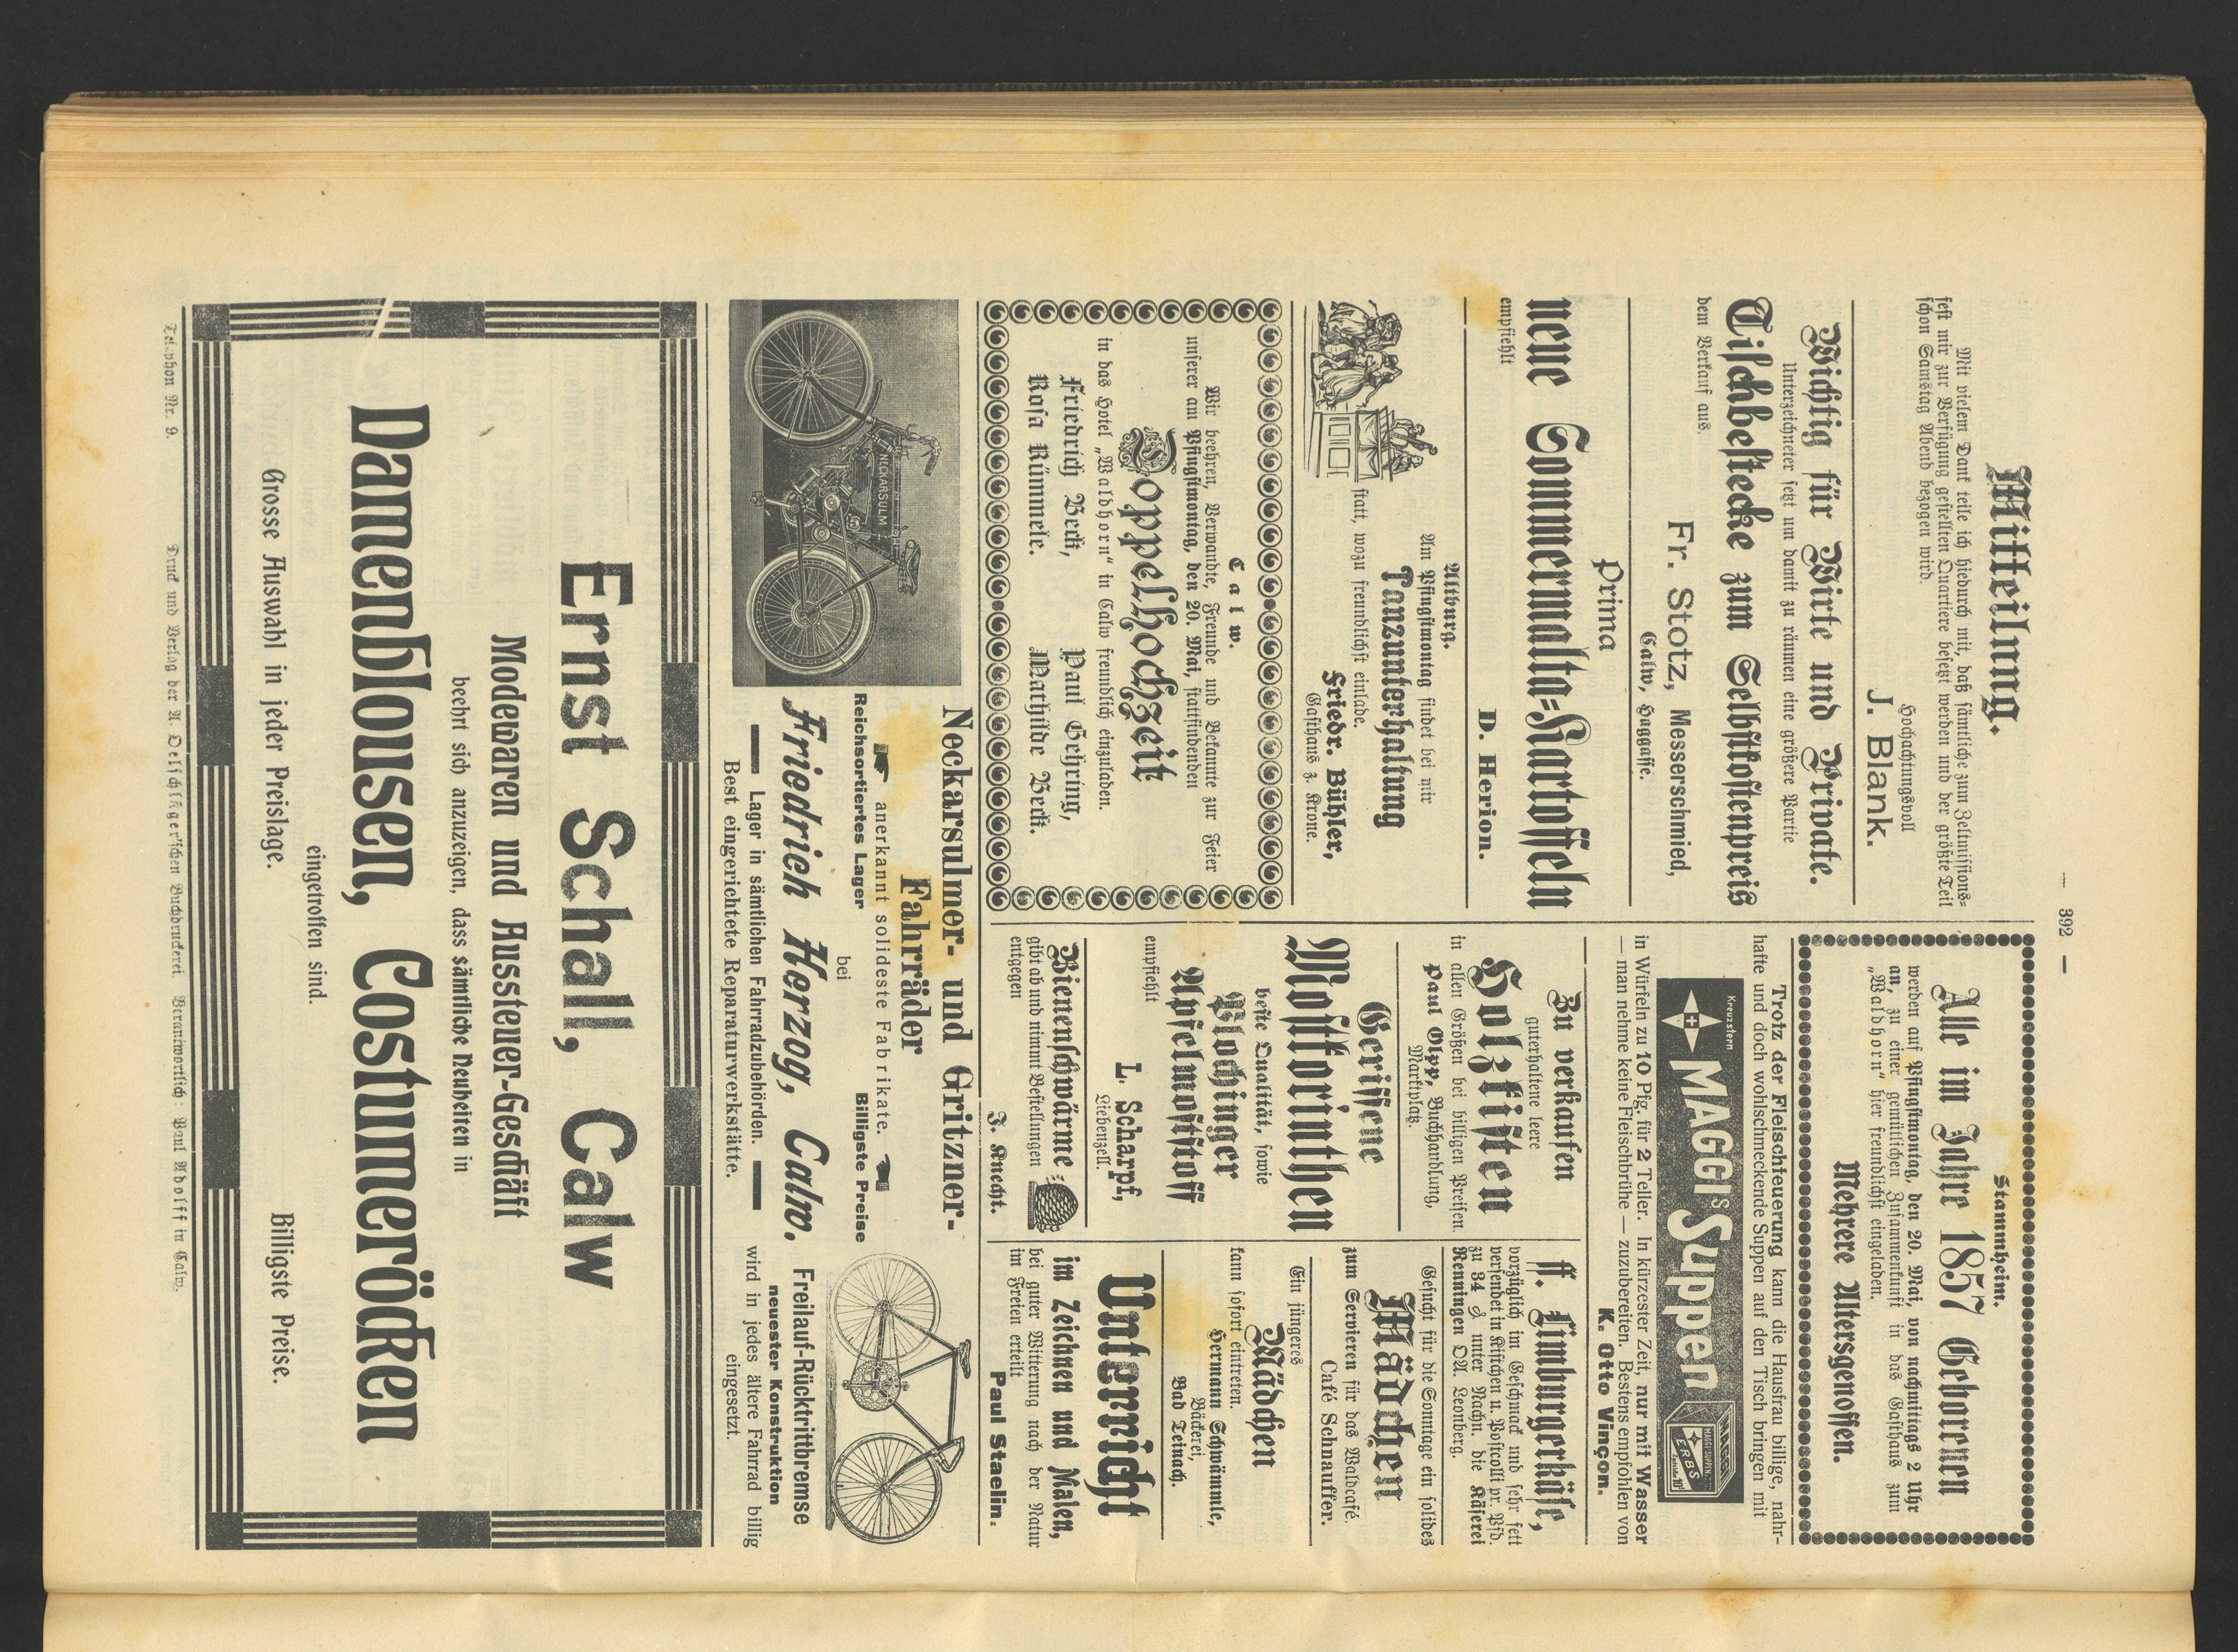 — 392 —
Mitteilung.
Mit vielem Dank teile ich hiedurch mit, daß sämtliche zum Zeltmissions-
fest mir zur Verfügung gestellten Quartiere besetzt werden und der größte Teil
schon Samstag Abend bezogen wird.
Hochachtungsvoll
J. Blank.
Wichtig für Wirte und Private.
Unterzeichneter setzt um damit zu räumen eine größere Partie
Tischbestecke zum Selbstkostenpreis
dem Verkauf aus.
Fr. Stotz, Messerschmied,
Calw, Haggasse.
Prima
neue Sommermalta-Kartoffeln
empfiehlt
D. Herion.
Altburg.
Am Pfingstmontag findet bei mir
Tanzunterhaltung
statt, wozu freundlichst einlade.
Friedr. Bühler,
Gasthaus z. Krone.
Calw.
Wir beehren, Verwandte, Freunde und Bekannte zur Feier
unserer am Pfingstmontag, den 20. Mai, stattfindenden
Doppelhochzeit
in das Hotel „Waldhorn“ in Calw freundlich einzuladen.
Friedrich Beck,
Rosa Rümmele.
Paul Gehring,
Mathilde Beck.
Stammheim.
Alle im Jahre 1857 Geborenen
werden auf Pfingstmontag, den 20. Mai, von nachmittags 2 Uhr
an, zu einer gemütlichen Zusammenkunft in das Gasthaus zum
„Waldhorn“ hier freundlichst eingeladen.
Mehrere Altersgenossen.
Trotz der Fleischteuerung kann die Hausfrau billige, nahr-
hafte und doch wohlschmeckende Suppen auf den Tisch bringen mit
Kreuzstern
MAGGIs Suppen
MAGGI
MAGGI'S SUPPEN
ERBS
in Würfeln zu 10 Pfg. für 2 Teller. In kürzester Zeit, nur mit Wasser
— man nehme keine Fleischbrühe — zuzubereiten. Bestens empfohlen von
K. Otto Vinçon.
Zu verkaufen
guterhaltene leere
Holzkisten
in allen Größen bei billigen Preisen.
Paul Olpp, Buchhandlung,
Marktplatz.
Gerissene
Mostkorinthen
beste Qualität, sowie
Plochinger
Apfelmoststoff
empfiehlt
L. Scharpf,
Liebenzell.
Bienenschwärme
gibt ab und nimmt Bestellungen
entgegen
J. Knecht.
ff. Limburgerkäse,
vorzüglich im Geschmack und sehr fett
versendet in Kistchen u. Postcolli pr. Pfd.
zu 34 ₰ unter Nachn. die Käserei
Renningen OA. Leonberg.
Gesucht für die Sonntage ein solides
Mädchen
zum Servieren für das Waldcafé.
Café Schnauffer.
Ein jüngeres
Mädchen
kann sofort eintreten.
Hermann Schwämmle,
Bäckerei,
Bad Teinach.
Unterricht
im Zeichnen und Malen,
bei guter Witterung nach der Natur
im Freien erteilt
Paul Staelin.
NECKARSULM
Neckarsulmer- und Gritzner-
Fahrräder
anerkannt solideste Fabrikate.
Reichsortiertes Lager
bei
Billigste Preise
Friedrich Herzog, Calw.
Lager in sämtlichen Fahrradzubehörden.
Best eingerichtete Reparaturwerkstätte.
Freilauf-Rücktrittbremse
neuester Konstruktion
wird in jedes ältere Fahrrad billig
eingesetzt.
Ernst Schall, Calw
Modewaren und Aussteuer-Geschäft
beehrt sich anzuzeigen, dass sämtliche Neuheiten in
Damenblousen, Costumeröcken
eingetroffen sind.
Grosse Auswahl in jeder Preislage.
Billigste Preise.
Telephon Nr. 9.
Druck und Verlag der A. Oelschläger'schen Buchdruckerei. Verantwortlich: Paul Adolff in Calw.